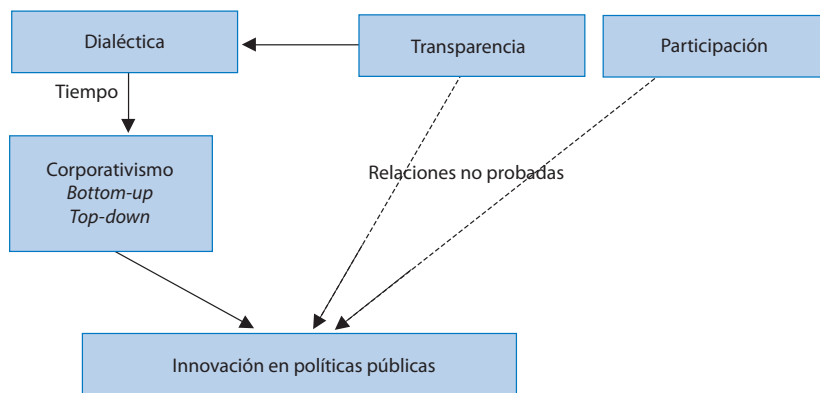 Dialéctica
Transparencia
Participación
Tiempo
Corporativismo
Bottom-up
Top-down
Relaciones no probadas
Innovación en políticas públicas